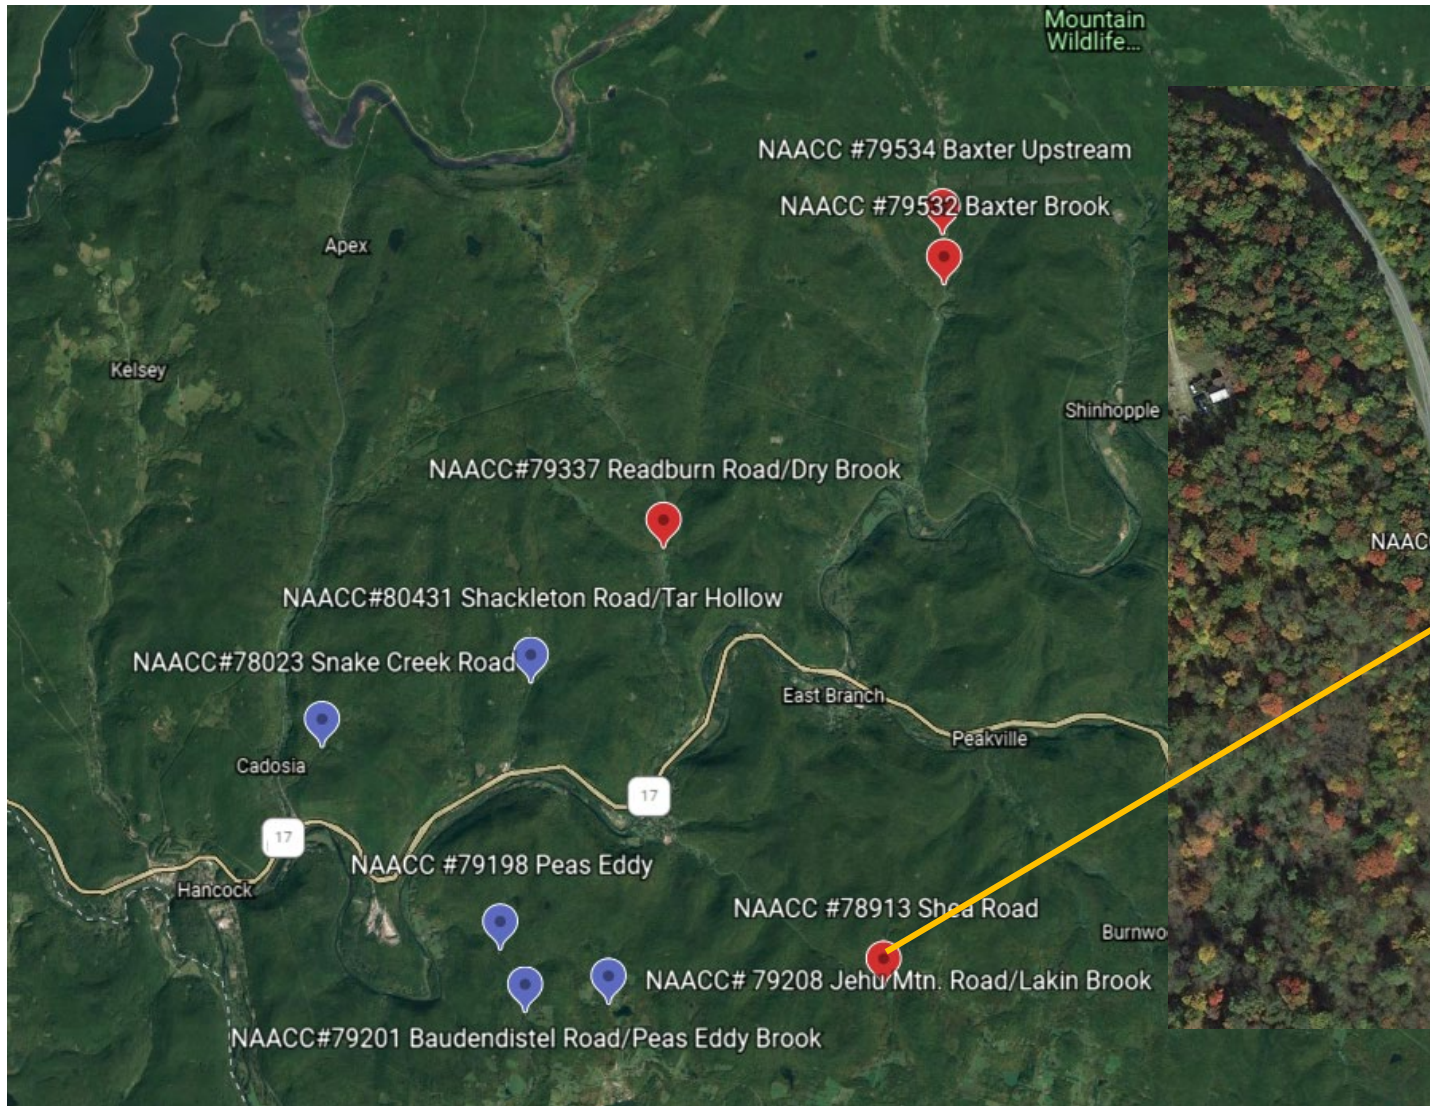 Mountain
Wildlife...
NAACC #79534 Baxter Upstream
NAACC #79532 Baxter Brook
Apex
Kelsey
Shinhopple
NAACC#79337 Readburn Road/Dry Brook
NAAC
NAACC#80431 Shackleton Road/Tar Hollow
NAACC#78023 Snake Creek Road
East Branch
Peakville
Cadosia
17
17
NAACC #79198 Peas Eddy
Hancock
NAACC #78913 Shea Road
Burnwo
NAACC# 79208 Jehu Mtn. Road/Lakin Brook
NAACC#79201 Baudendistel Road/Peas Eddy Brook